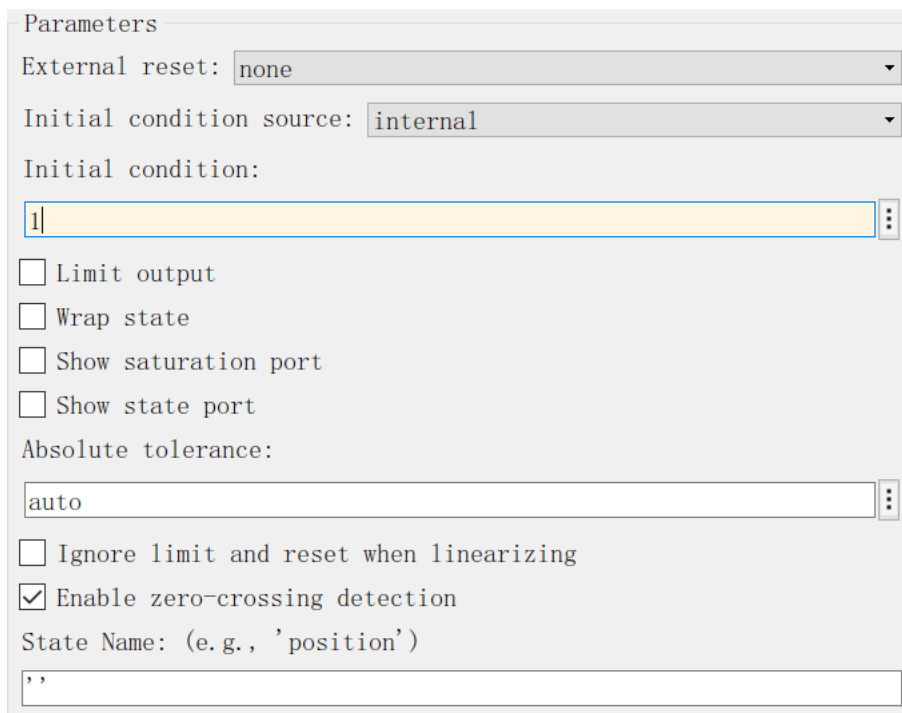 Parameters
External reset: none
Initial condition source: internal
Initial condition:
1
Limit output
Wrap state
Show saturation port
Show state port
Absolute tolerance:
auto
Ignore limit and reset when linearizing
Enable zero-crossing detection
State Name: (e.g., 'position')
''